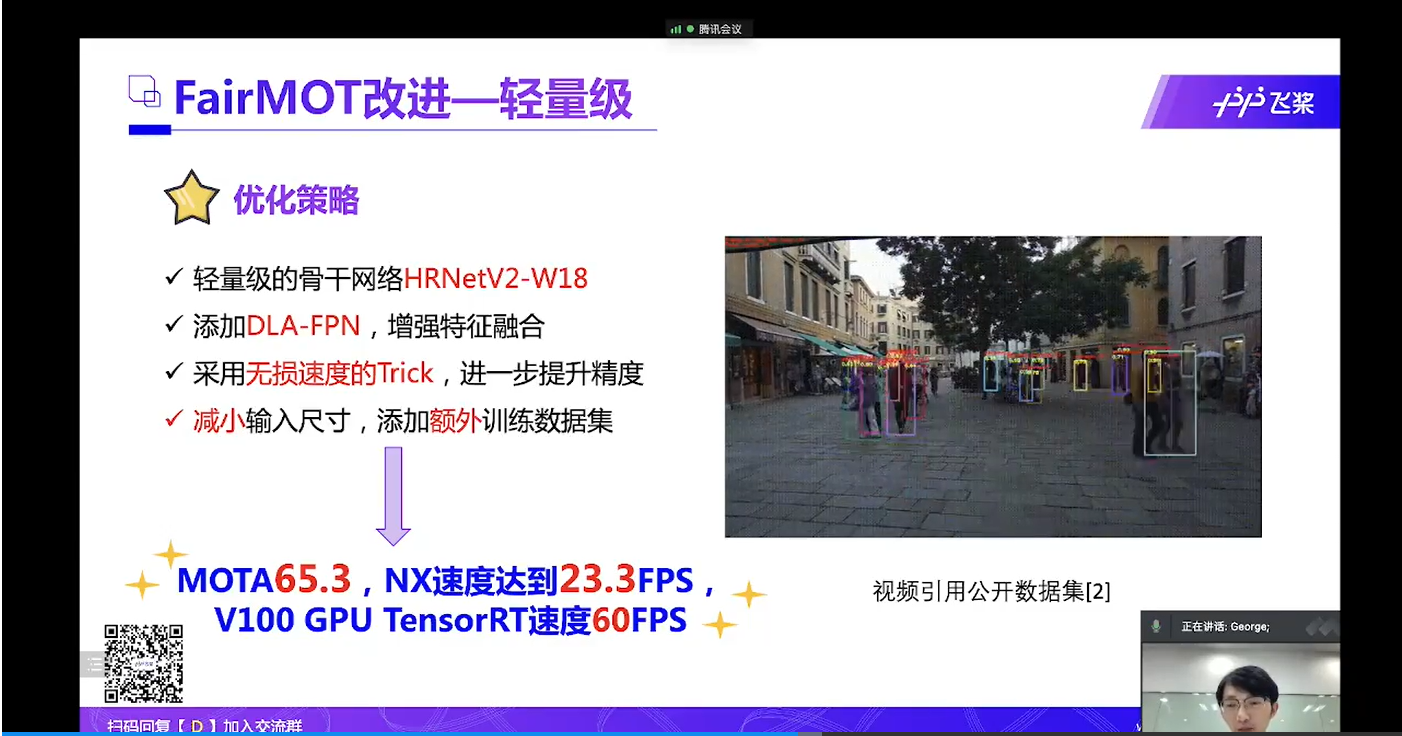 腾讯会议
FairMOT改进—轻量级
飞桨
优化策略
✓ 轻量级的骨干网络HRNetV2-W18
✓ 添加DLA-FPN，增强特征融合
✓ 采用无损速度的Trick，进一步提升精度
✓ 减小输入尺寸，添加额外训练数据集
MOTA65.3，NX速度达到23.3FPS，
V100 GPU TensorRT速度60FPS
视频引用公开数据集[2]
正在讲话: George;
扫码回复【 D 】加入交流群